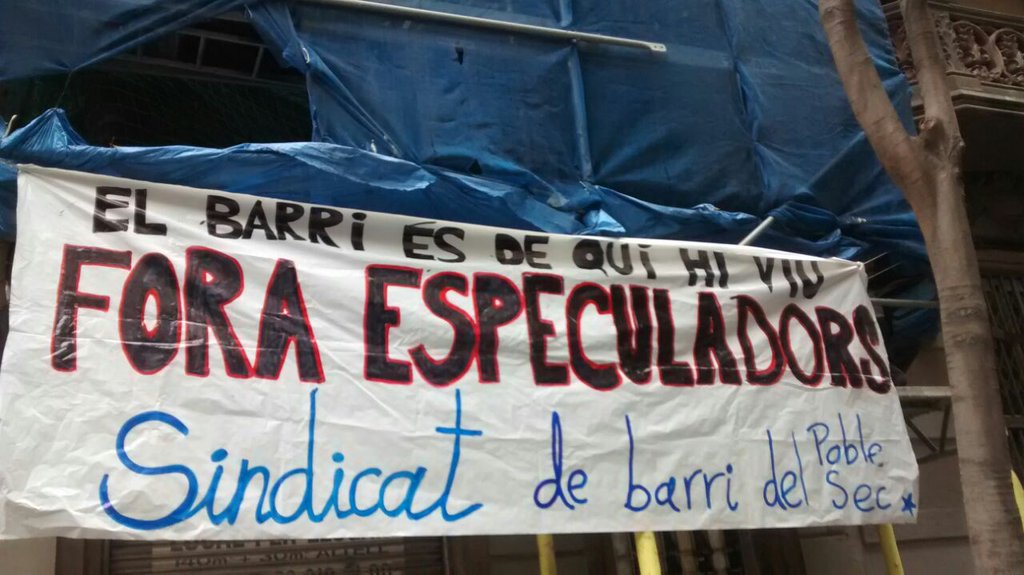 EL BARRI ÉS DE QUI HI VIU
FORA ESPECULADORS
Sindicat de barri del Poble Sec